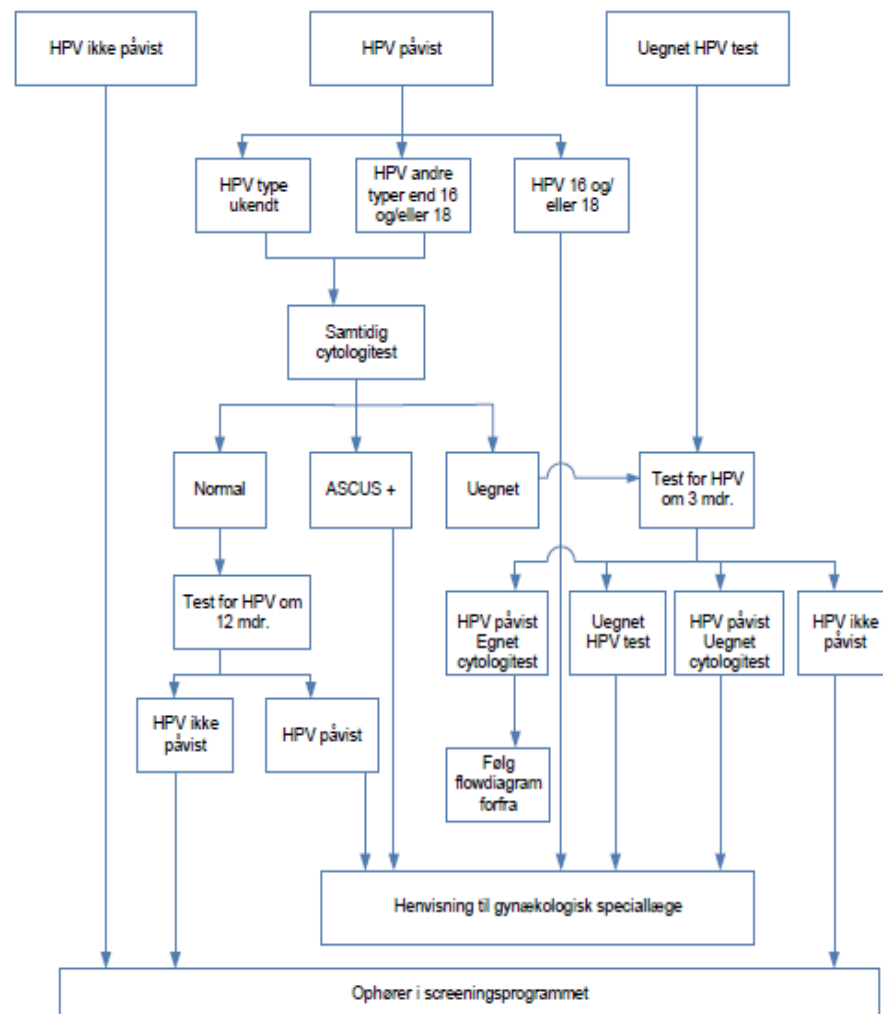 HPV ikke påvist
HPV påvist
Uegnet HPV test
HPV type
ukendt
HPV andre
typer end 16
og/eller 18
HPV 16 og/
eller 18
Samtidig
cytologitest
Normal
ASCUS +
Uegnet
Test for HPV
om 3 mdr.
Test for HPV om
12 mdr.
HPV påvist
Egnet
cytologitest
Uegnet
HPV test
HPV påvist
Uegnet
cytologitest
HPV ikke
påvist
HPV ikke
påvist
HPV påvist
Følg
flowdiagram
forfra
Henvisning til gynækologisk speciallæge
Ophører i screeningsprogrammet